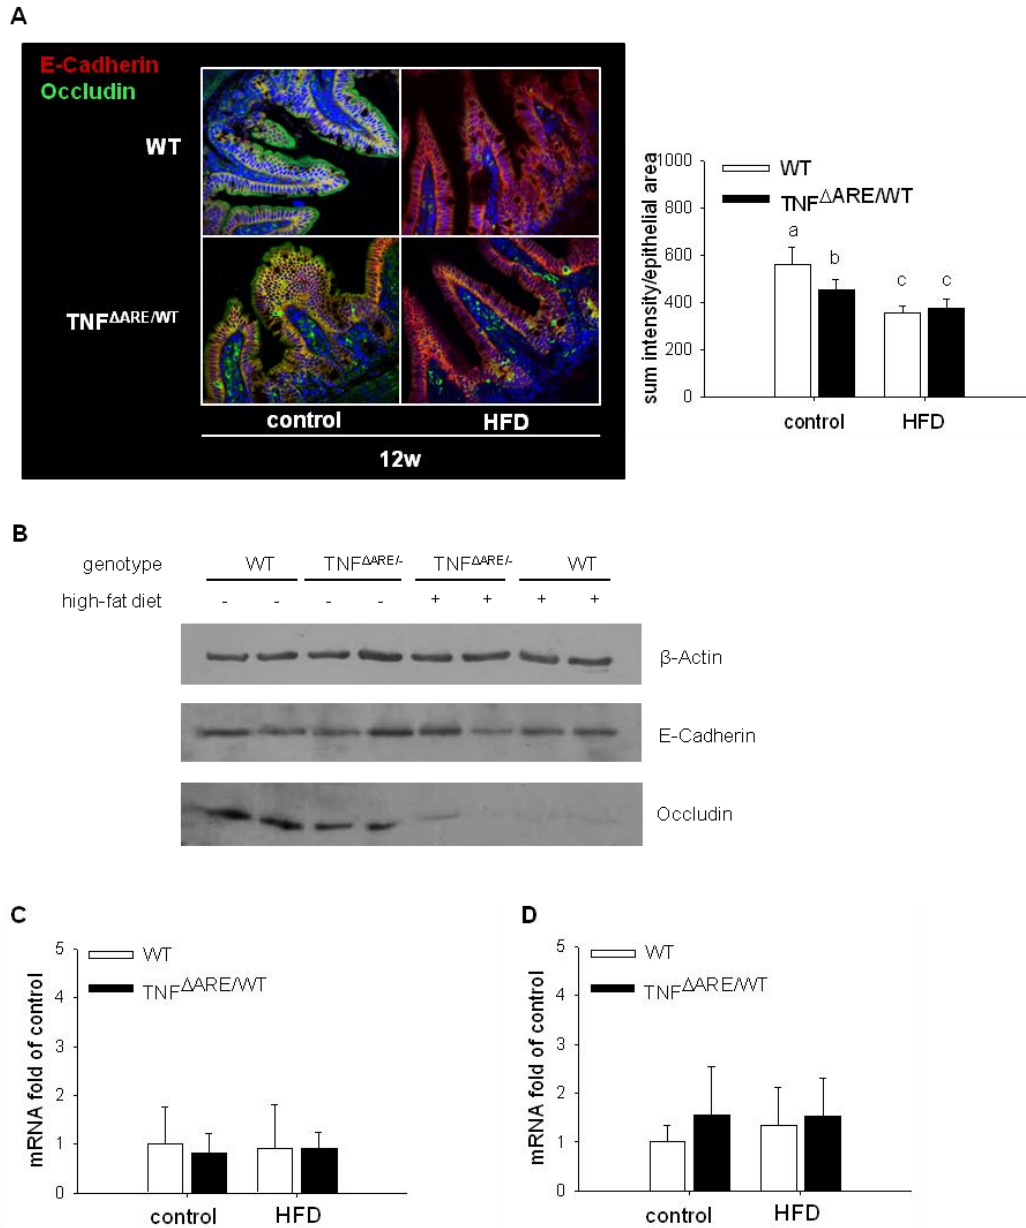 A
E-Cadherin
Occludin
WT
TNFΔARE/WT
control HFD
12w
sum intensity/epithelial area
1000
800
600
400
200
0
WT
TNFΔARE/WT
a b c c
control HFD
B
genotype WT TNFΔARE/- TNFΔARE/- WT
high-fat diet - - - - + + + +
β-Actin
E-Cadherin
Occludin
C
mRNA fold of control
5
4
3
2
1
0
WT
TNFΔARE/WT
control HFD
D
mRNA fold of control
5
4
3
2
1
0
WT
TNFΔARE/WT
control HFD